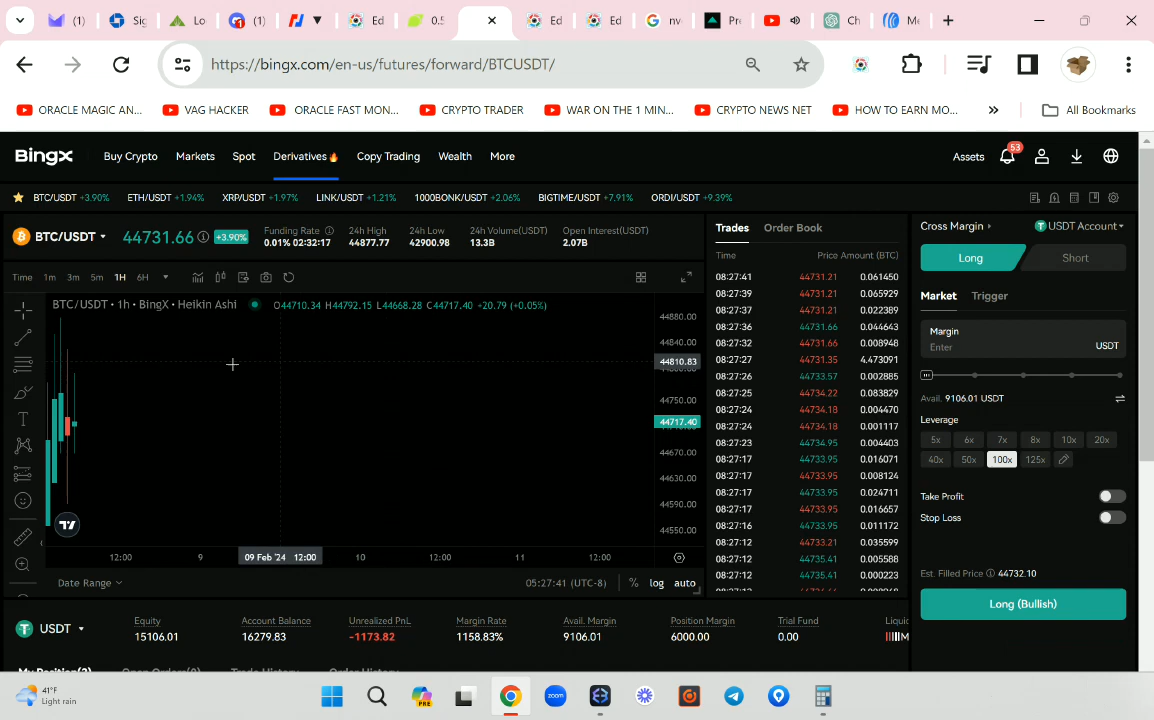 (1)
Sig
Lo
(1)
Ed
0.5
Ed
Ed
nv
Pr
Ch
https://bingx.com/en-us/futures/forward/BTCUSDT/
ORACLE MAGIC AN...
VAG HACKER
ORACLE FAST MON...
CRYPTO TRADER
WAR ON THE 1 MIN...
CRYPTO NEWS NET
HOW TO EARN MO...
»
All Bookmarks
BingX
Buy Crypto
Markets
Spot
Derivatives
Copy Trading
Wealth
More
Assets
53
BTC/USDT +3.90%
ETH/USDT +1.94%
XRP/USDT +1.97%
LINK/USDT +1.21%
1000BONK/USDT +2.06%
BIGTIME/USDT +7.91%
ORDI/USDT +9.39%
BTC/USDT
44731.66
+3.90%
Funding Rate
0.01% 02:32:17
24h High
44877.77
24h Low
42900.98
24h Volume(USDT)
13.3B
Open Interest(USDT)
2.07B
Time 1m 3m 5m 1H 6H
BTC/USDT • 1h • BingX • Heikin Ashi
O44710.34 H44792.15 L44668.28 C44717.40 +20.79 (+0.05%)
44880.00
44840.00
44810.83
44750.00
44717.40
44670.00
44630.00
44590.00
44550.00
12:00
9
09 Feb '24 12:00
10
12:00
11
12:00
Date Range
05:27:41 (UTC-8)
% log auto
Trades
Order Book
Time Price Amount (BTC)
08:27:41 44731.21 0.061450
08:27:39 44731.21 0.065929
08:27:37 44731.21 0.022389
08:27:36 44731.66 0.044643
08:27:32 44731.66 0.008948
08:27:27 44731.35 4.473091
08:27:26 44733.57 0.002885
08:27:25 44734.22 0.083829
08:27:24 44734.18 0.004470
08:27:24 44734.18 0.001117
08:27:23 44734.95 0.004403
08:27:17 44733.95 0.016071
08:27:17 44733.95 0.008124
08:27:17 44733.95 0.024711
08:27:17 44733.95 0.016657
08:27:16 44733.95 0.011172
08:27:12 44733.21 0.035599
08:27:12 44735.41 0.005588
08:27:12 44735.41 0.000223
Cross Margin
USDT Account
Long
Short
Market
Trigger
Margin
Enter
USDT
Avail. 9106.01 USDT
Leverage
5x 6x 7x 8x 10x 20x
40x 50x 100x 125x
Take Profit
Stop Loss
Est. Filled Price 44732.10
Long (Bullish)
USDT
Equity
15106.01
Account Balance
16279.83
Unrealized PnL
-1173.82
Margin Rate
1158.83%
Avail. Margin
9106.01
Position Margin
6000.00
Trial Fund
0.00
Liquid
41°F
Light rain
PRE
zoom